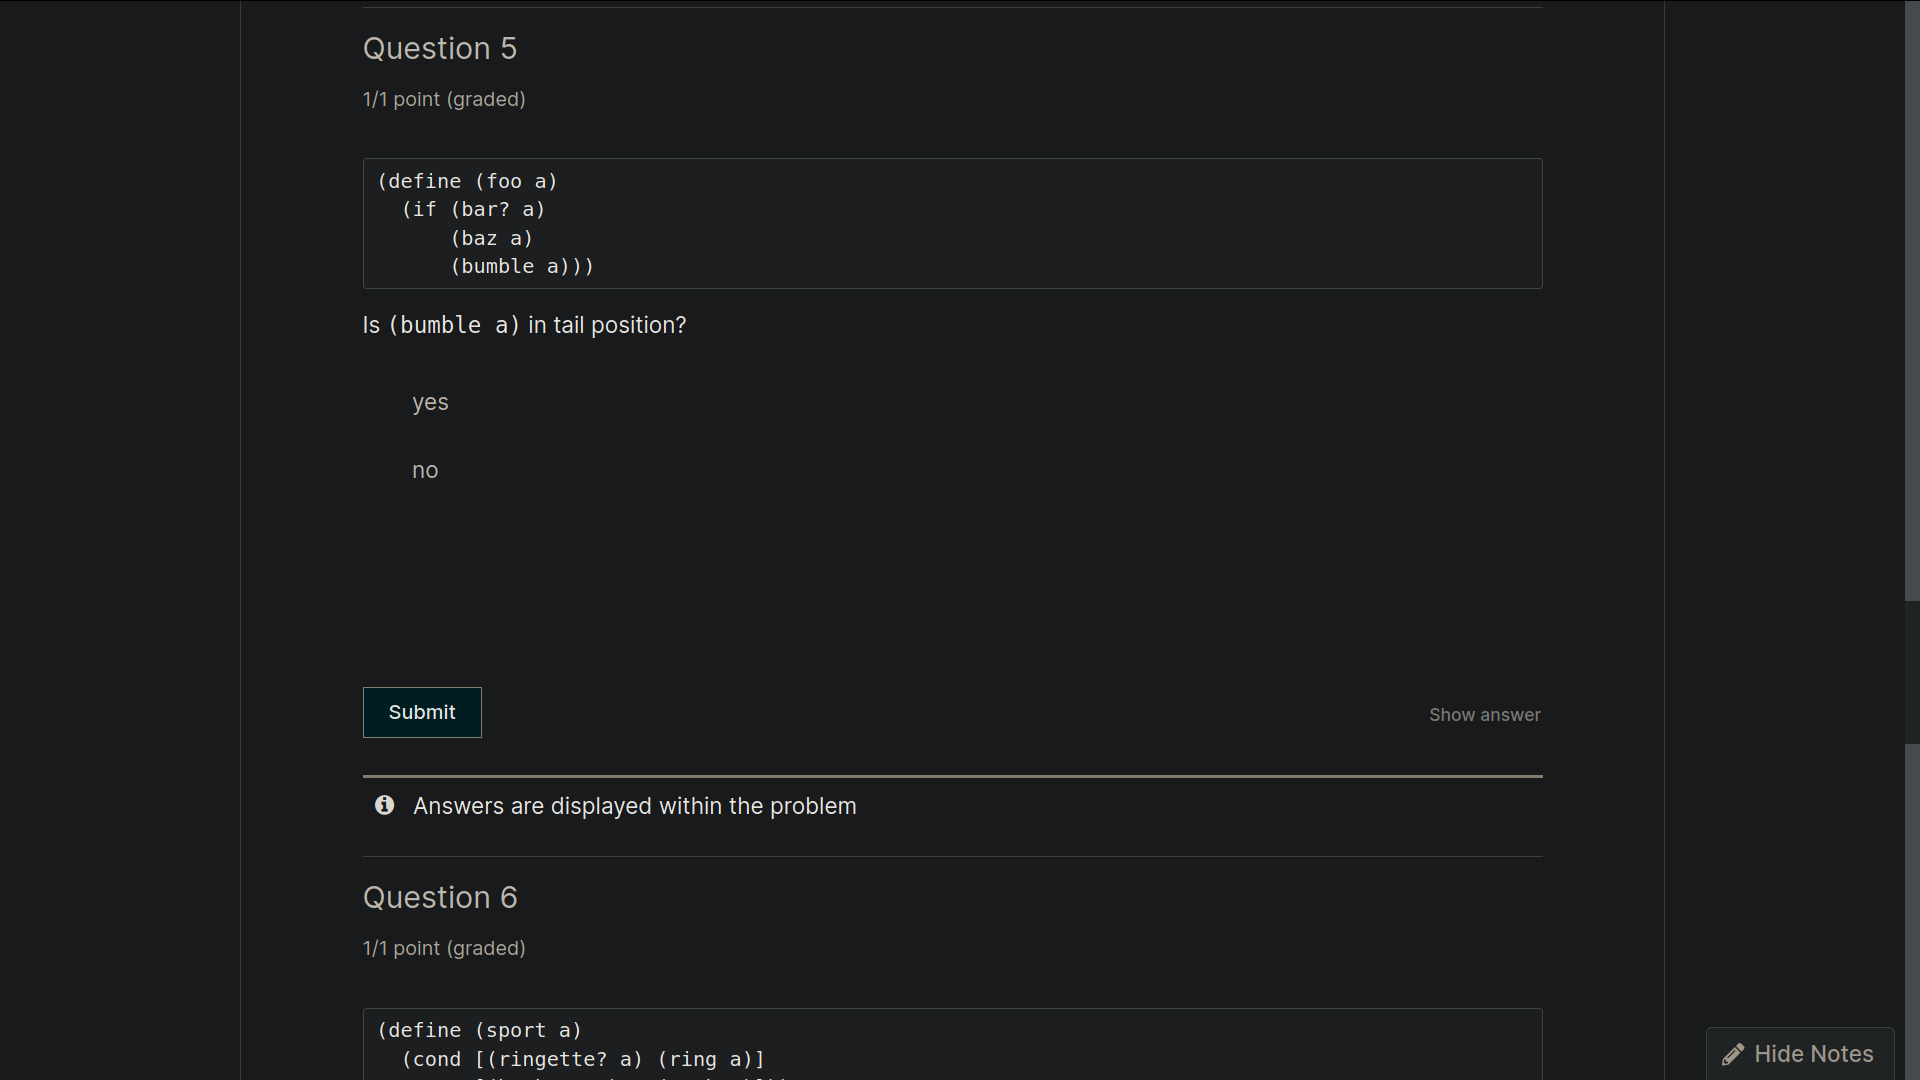 Question 5
1/1 point (graded)
(define (foo a)
  (if (bar? a)
      (baz a)
      (bumble a)))
Is (bumble a) in tail position?
yes
no
Submit
Show answer
Answers are displayed within the problem
Question 6
1/1 point (graded)
(define (sport a)
  (cond [(ringette? a) (ring a)]
Hide Notes